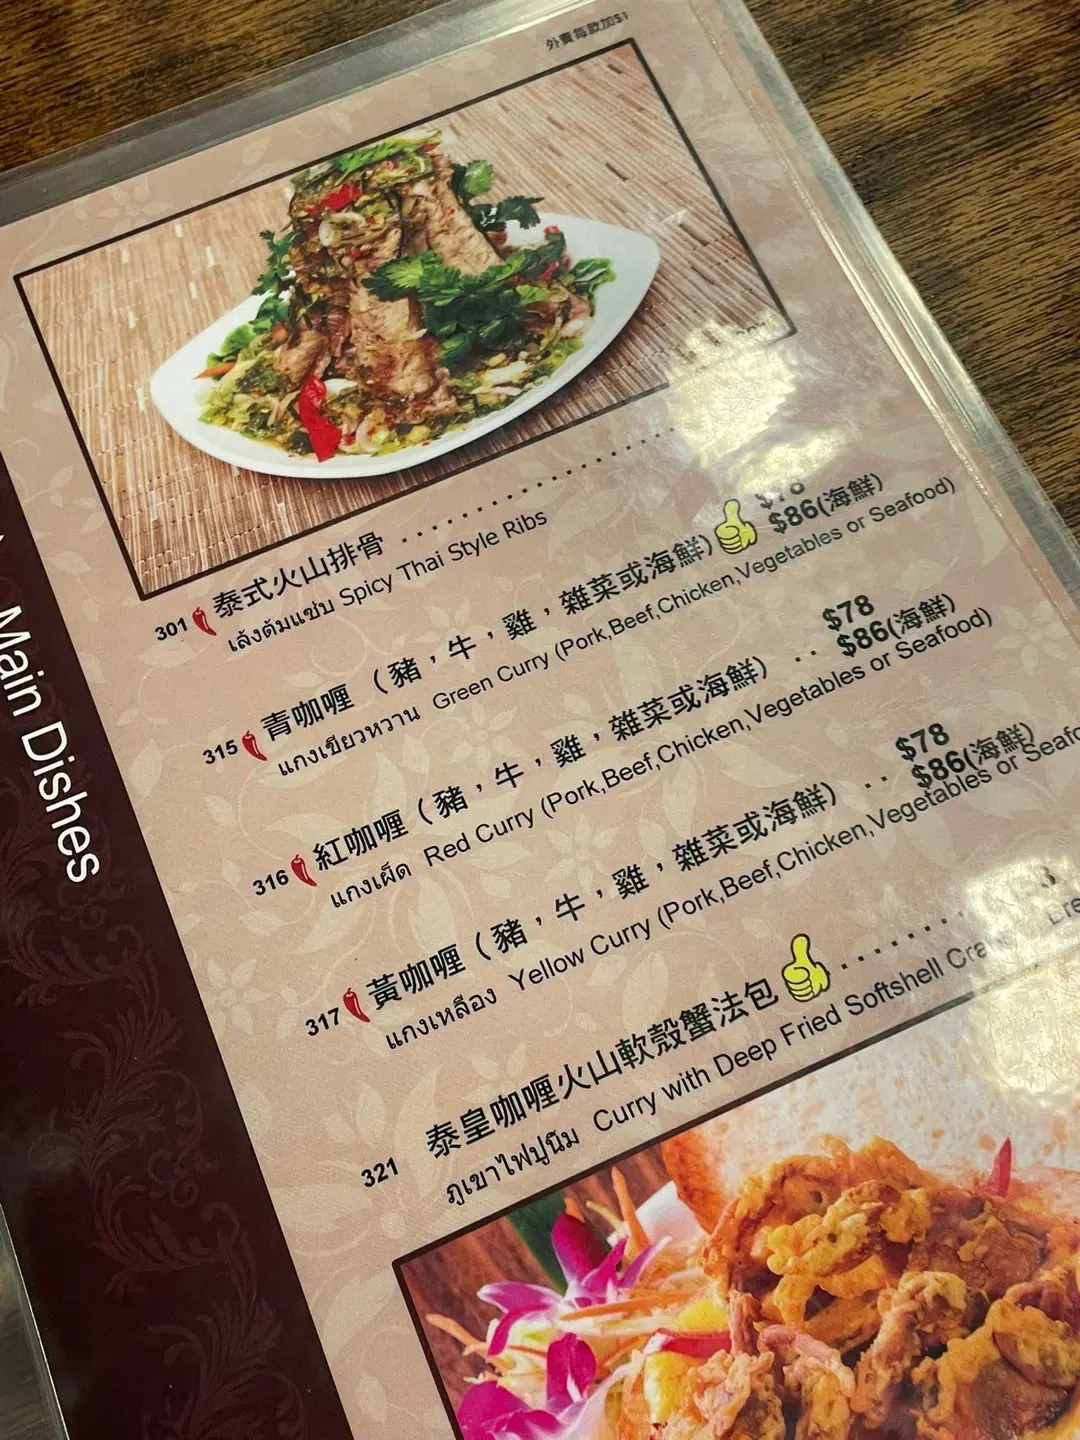 外賣每款加$1
Main Dishes
301 泰式火山排骨 ..................
เล้งต้มแซ่บ Spicy Thai Style Ribs
315 青咖喱（豬，牛，雞，雜菜或海鮮） $78
$86(海鮮)
แกงเขียวหวาน Green Curry (Pork,Beef,Chicken,Vegetables or Seafood)
316 紅咖喱（豬，牛，雞，雜菜或海鮮） .. $78
$86(海鮮)
แกงเผ็ด Red Curry (Pork,Beef,Chicken,Vegetables or Seafood)
317 黃咖喱（豬，牛，雞，雜菜或海鮮） .. $78
$86(海鮮)
แกงเหลือง Yellow Curry (Pork,Beef,Chicken,Vegetables or Seafo
321 泰皇咖喱火山軟殼蟹法包 ..........
ภูเขาไฟปูนึ่ม Curry with Deep Fried Softshell Cra